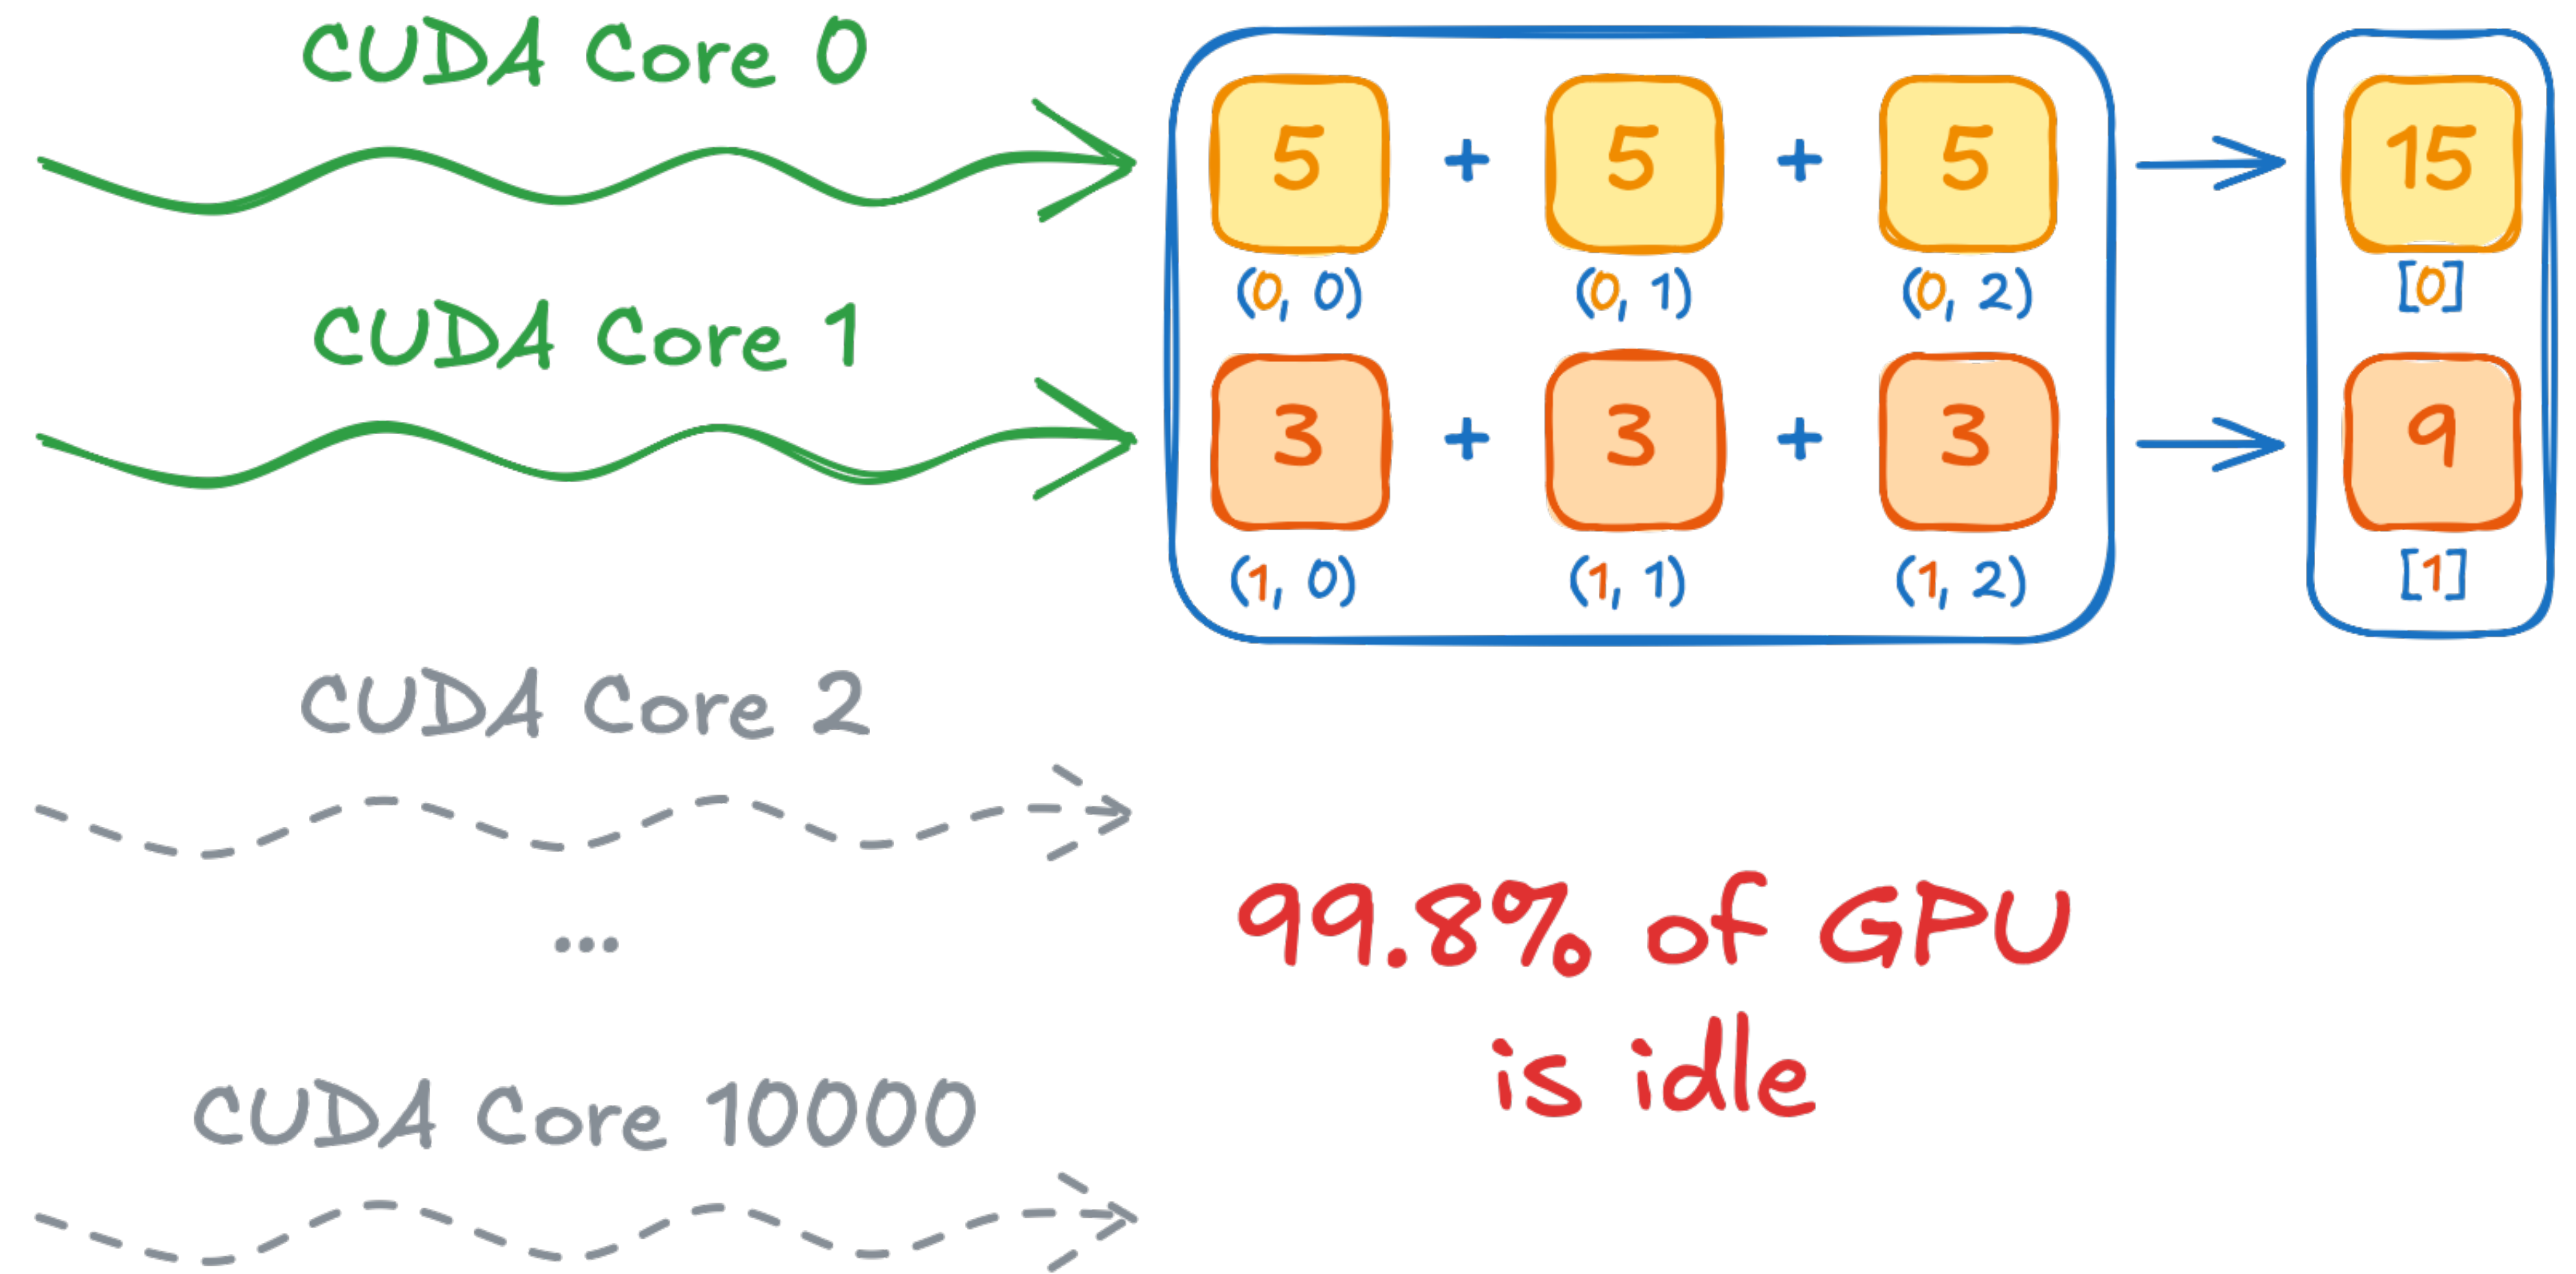 CUDA Core 0
5 + 5 + 5 15
(0, 0) (0, 1) (0, 2) [0]
CUDA Core 1
3 + 3 + 3 9
(1, 0) (1, 1) (1, 2) [1]
CUDA Core 2
...
99.8% of GPU
is idle
CUDA Core 10000